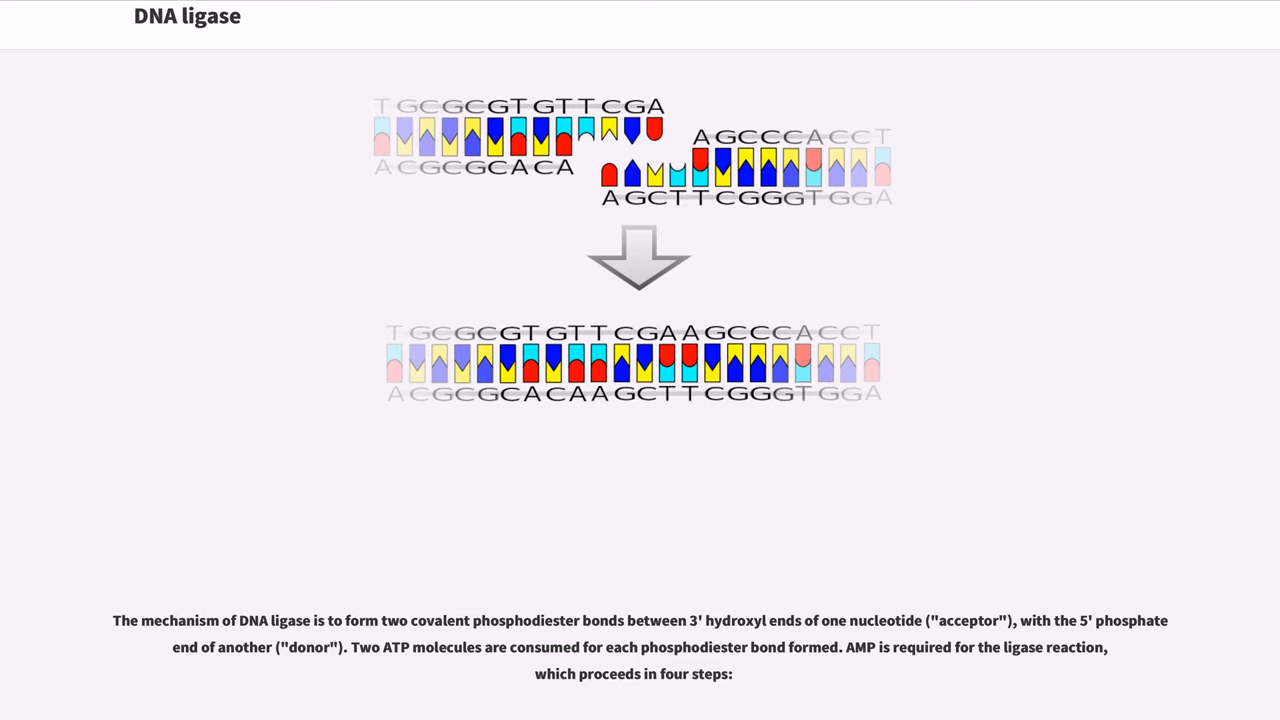 DNA ligase
TGCGCGTGTTCGA
AGCCCACCT
ACGCGCACA
AGCTTCGGGTGGA
TGCGCGTGTTCGAAGCCCACCT
ACGCGCACAAGCTTCGGGTGGA
The mechanism of DNA ligase is to form two covalent phosphodiester bonds between 3' hydroxyl ends of one nucleotide ("acceptor"), with the 5' phosphate
end of another ("donor"). Two ATP molecules are consumed for each phosphodiester bond formed. AMP is required for the ligase reaction,
which proceeds in four steps: